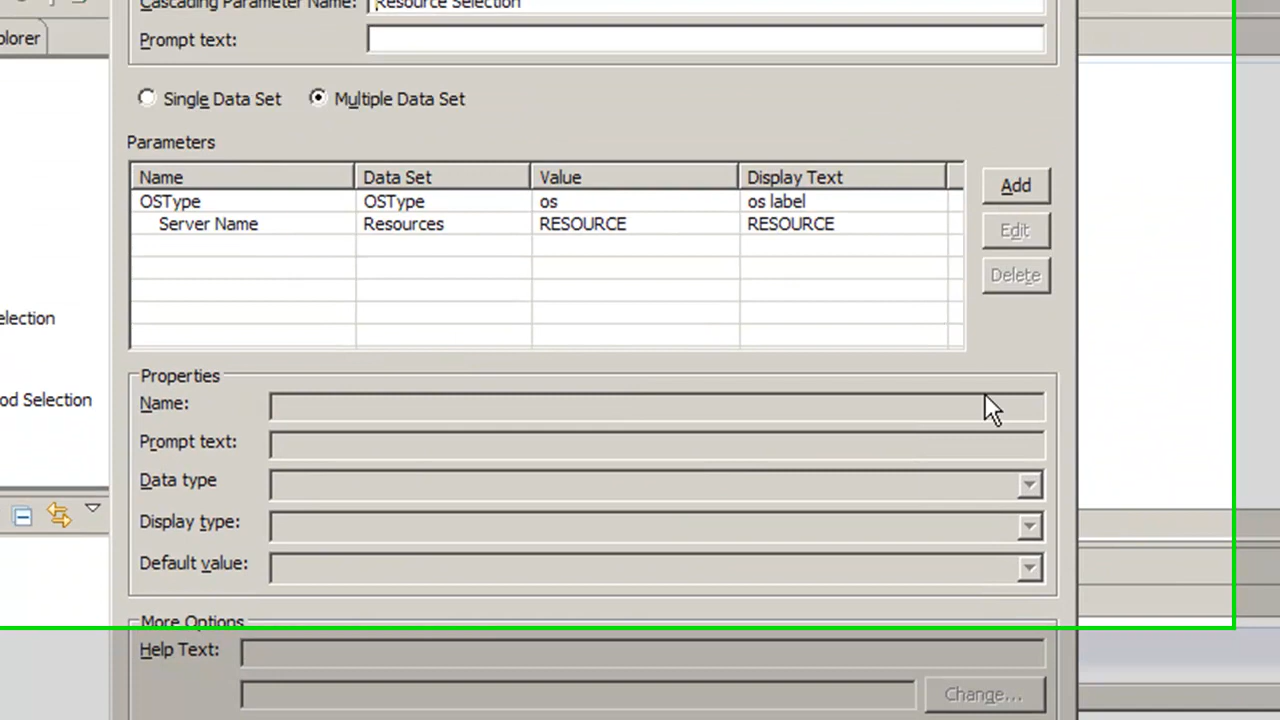 Cascading Parameter Name: Resource Selection
plorer
Prompt text:
Single Data Set Multiple Data Set
Parameters
Name Data Set Value Display Text
Add
OSType OSType os os label
Server Name Resources RESOURCE RESOURCE
Edit
Delete
election
Properties
od Selection
Name:
Prompt text:
Data type
Display type:
Default value:
More Options
Help Text:
Change...